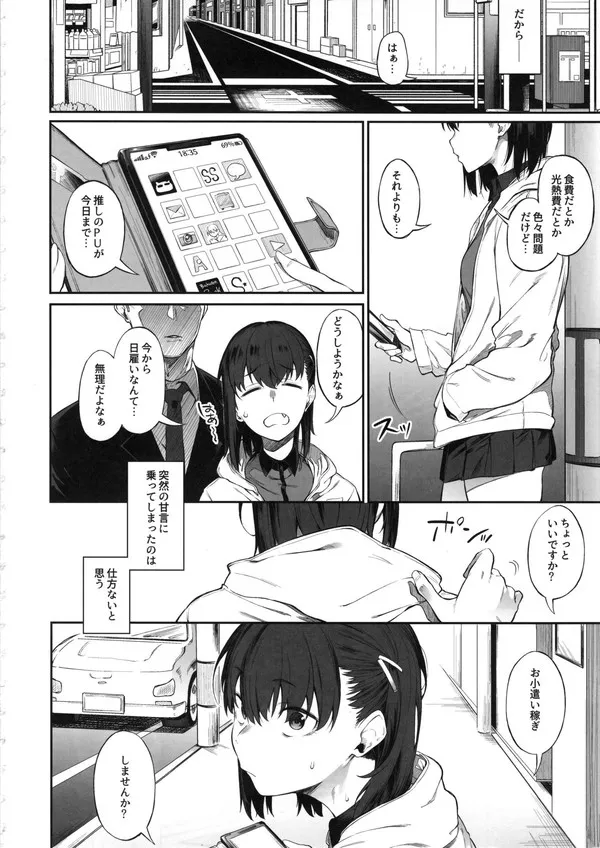 だから
はぁ…
食費だとか
光熱費だとか
色々問題
だけど…
それよりも…
スッ
18:35
69%
SS
A
S
推しのPUが
今日まで…
どうしようかなぁ
はぁ〜
今から
日雇いなんて…
無理だよなぁ
突然の甘言に
乗ってしまったのは
仕方ないと
思う
ちょっと
いいですか?
ポン
お小遣い稼ぎ
しませんか?